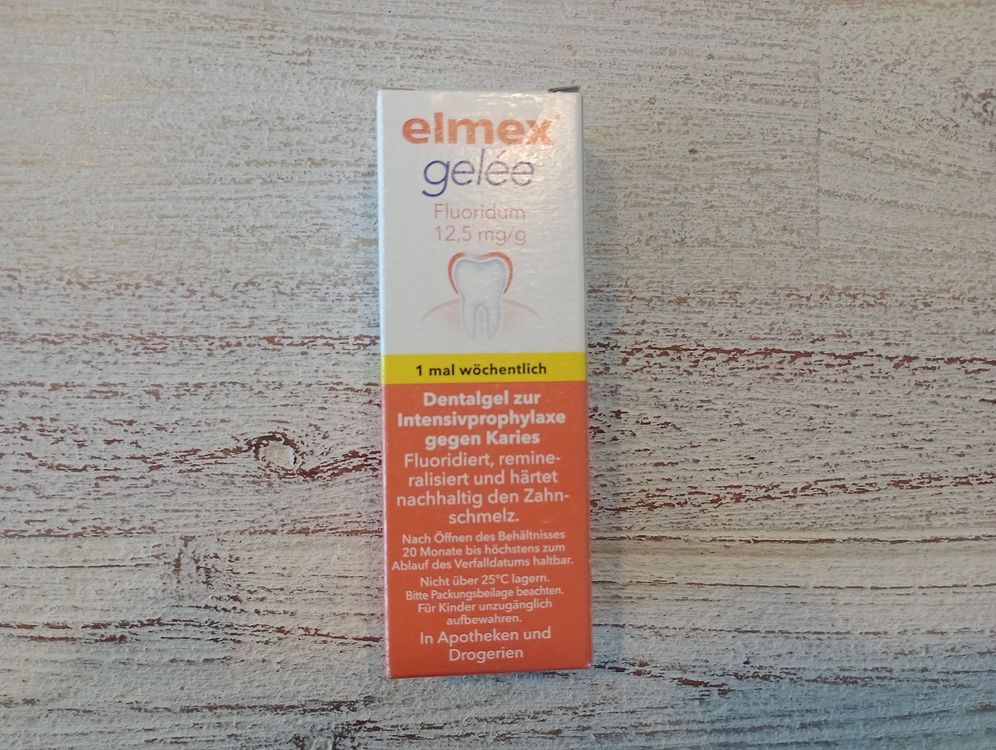 elmex
gelée
Fluoridum
12,5 mg/g
1 mal wöchentlich
Dentalgel zur
Intensivprophylaxe
gegen Karies
Fluoridiert, remine-
ralisiert und härtet
nachhaltig den Zahn-
schmelz.
Nach Öffnen des Behältnisses
20 Monate bis höchstens zum
Ablauf des Verfalldatums haltbar.
Nicht über 25°C lagern.
Bitte Packungsbeilage beachten.
Für Kinder unzugänglich
aufbewahren.
In Apotheken und
Drogerien